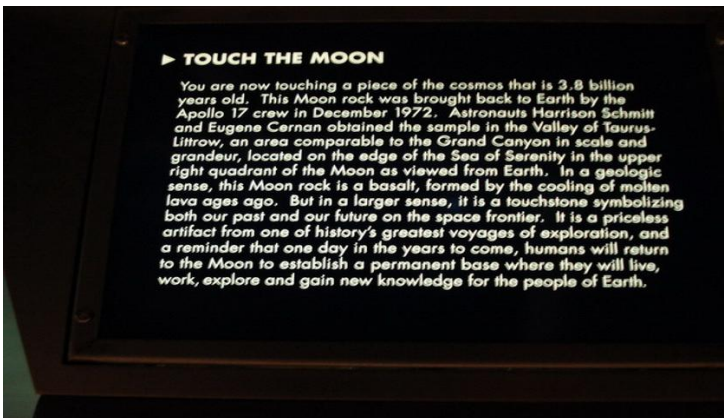 ► TOUCH THE MOON
You are now touching a piece of the cosmos that is 3.8 billion
years old. This Moon rock was brought back to Earth by the
Apollo 17 crew in December 1972. Astronauts Harrison Schmitt
and Eugene Cernan obtained the sample in the Valley of Taurus-
Littrow, an area comparable to the Grand Canyon in scale and
grandeur, located on the edge of the Sea of Serenity in the upper
right quadrant of the Moon as viewed from Earth. In a geologic
sense, this Moon rock is a basalt, formed by the cooling of molten
lava ages ago. But in a larger sense, it is a touchstone symbolizing
both our past and our future on the space frontier. It is a priceless
artifact from one of history's greatest voyages of exploration, and
a reminder that one day in the years to come, humans will return
to the Moon to establish a permanent base where they will live,
work, explore and gain new knowledge for the people of Earth.